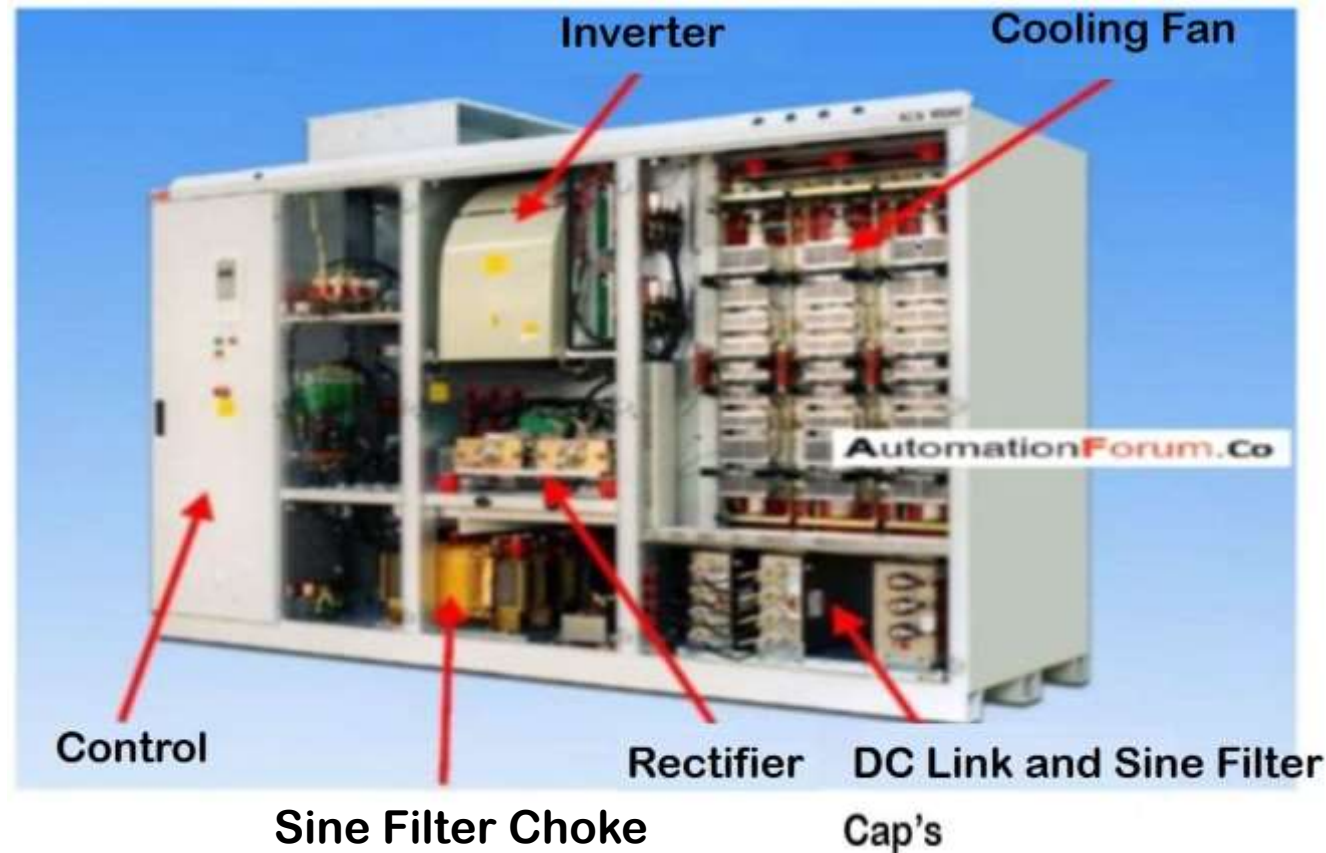 Inverter
Cooling Fan
AutomationForum.Co
Control
Rectifier
DC Link and Sine Filter
Sine Filter Choke
Cap's